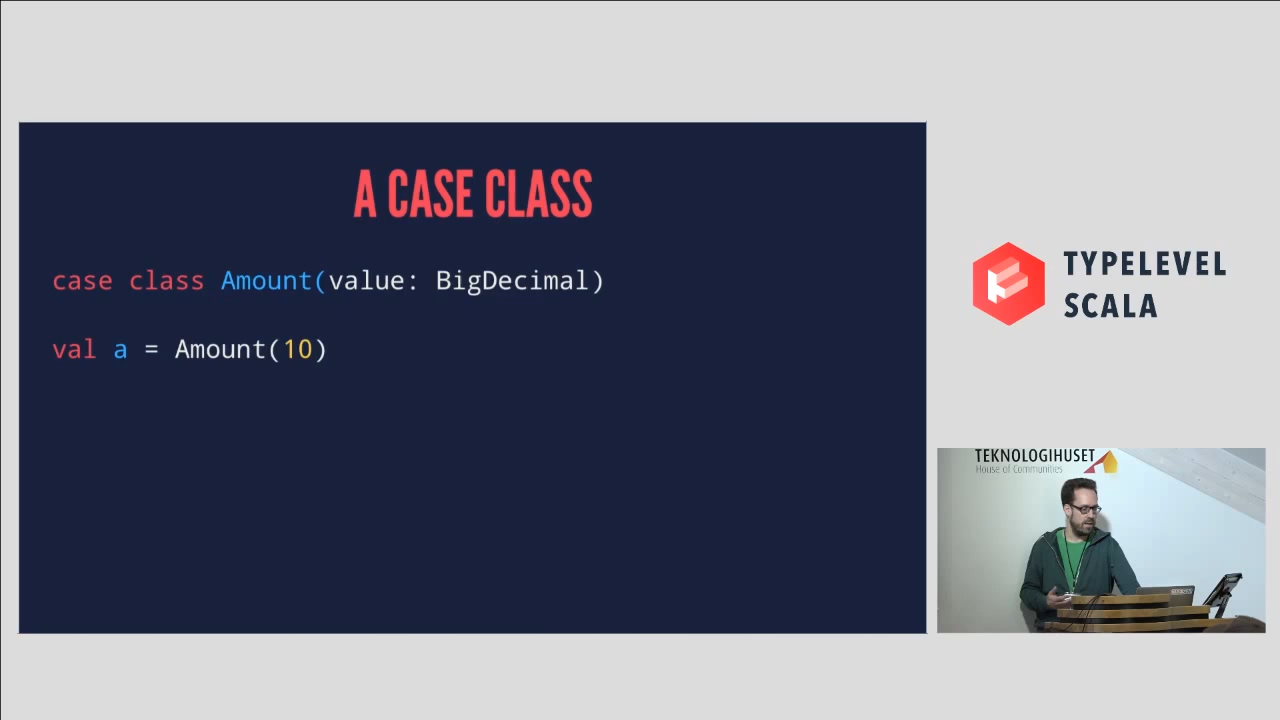 A CASE CLASS
case class Amount(value: BigDecimal)
val a = Amount(10)
TYPELEVEL
SCALA
TEKNOLOGIHUSET
House of Communities